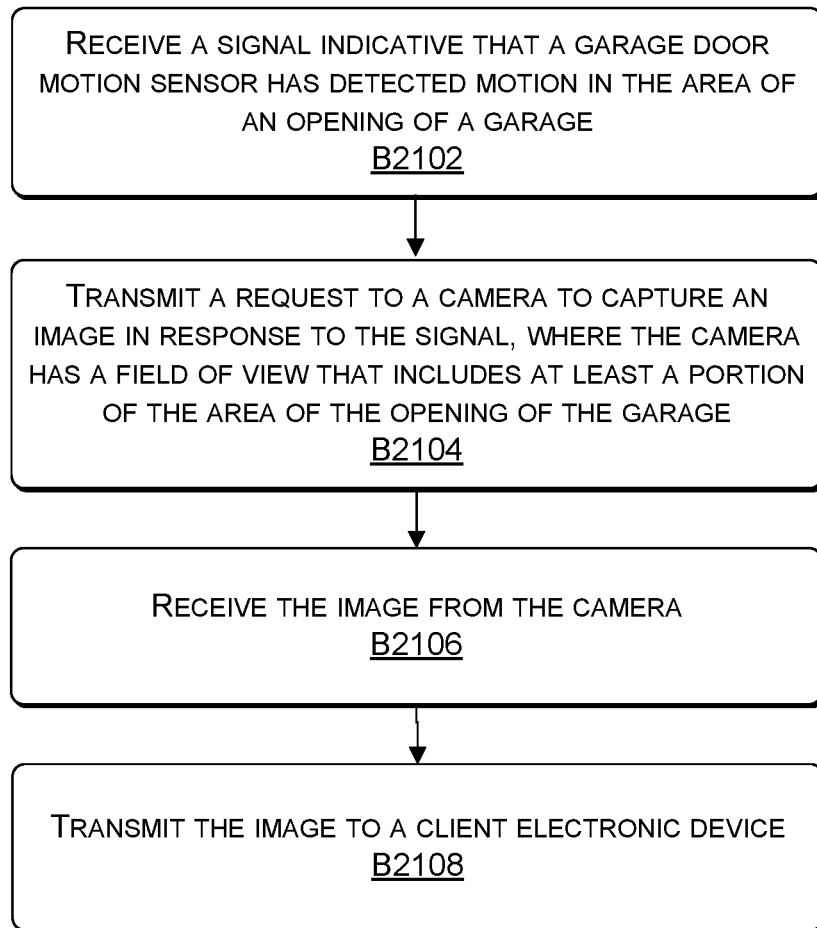 RECEIVE A SIGNAL INDICATIVE THAT A GARAGE DOOR
MOTION SENSOR HAS DETECTED MOTION IN THE AREA OF
AN OPENING OF A GARAGE
B2102
TRANSMIT A REQUEST TO A CAMERA TO CAPTURE AN
IMAGE IN RESPONSE TO THE SIGNAL, WHERE THE CAMERA
HAS A FIELD OF VIEW THAT INCLUDES AT LEAST A PORTION
OF THE AREA OF THE OPENING OF THE GARAGE
B2104
RECEIVE THE IMAGE FROM THE CAMERA
B2106
TRANSMIT THE IMAGE TO A CLIENT ELECTRONIC DEVICE
B2108